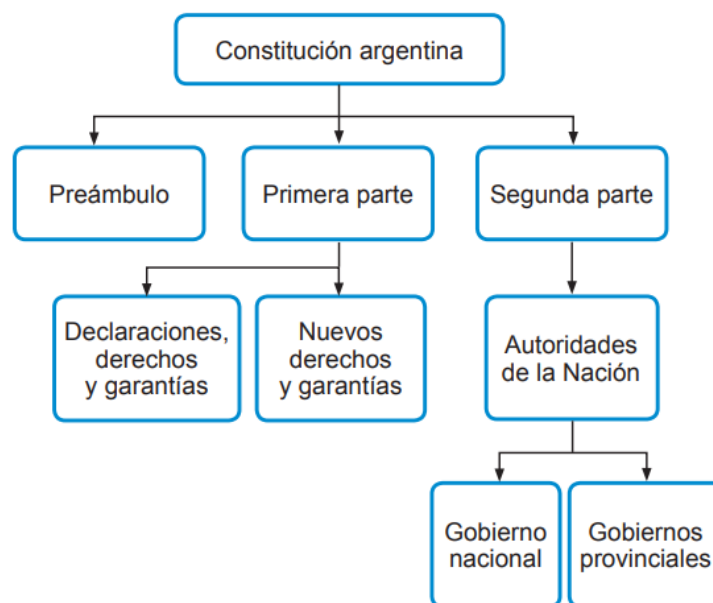 Constitución argentina
Preámbulo
Primera parte
Segunda parte
Declaraciones,
derechos
y garantías
Nuevos
derechos
y garantías
Autoridades
de la Nación
Gobierno
nacional
Gobiernos
provinciales